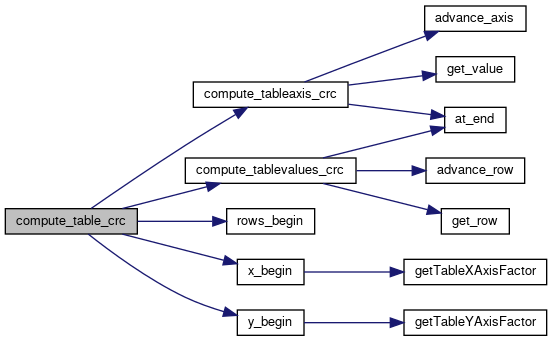 advance_axis
get_value
compute_tableaxis_crc
at_end
compute_tablevalues_crc
advance_row
compute_table_crc
rows_begin
get_row
x_begin
getTableXAxisFactor
y_begin
getTableYAxisFactor